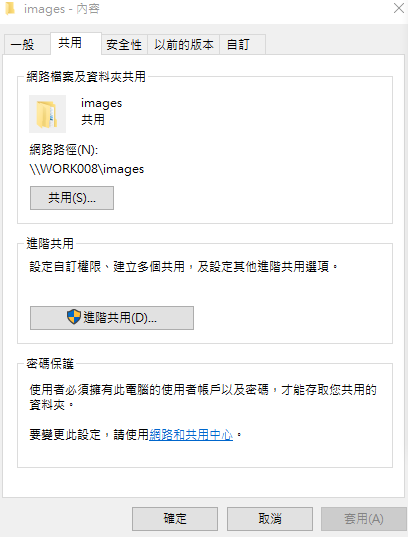 images - 內容
一般
共用
安全性
以前的版本
自訂
網路檔案及資料夾共用
images
共用
網路路徑(N):
\\WORK008\images
共用(S)...
進階共用
設定自訂權限、建立多個共用，及設定其他進階共用選項。
進階共用(D)...
密碼保護
使用者必須擁有此電腦的使用者帳戶以及密碼，才能存取您共用的
資料夾。
要變更此設定，請使用網路和共用中心。
確定
取消
套用(A)